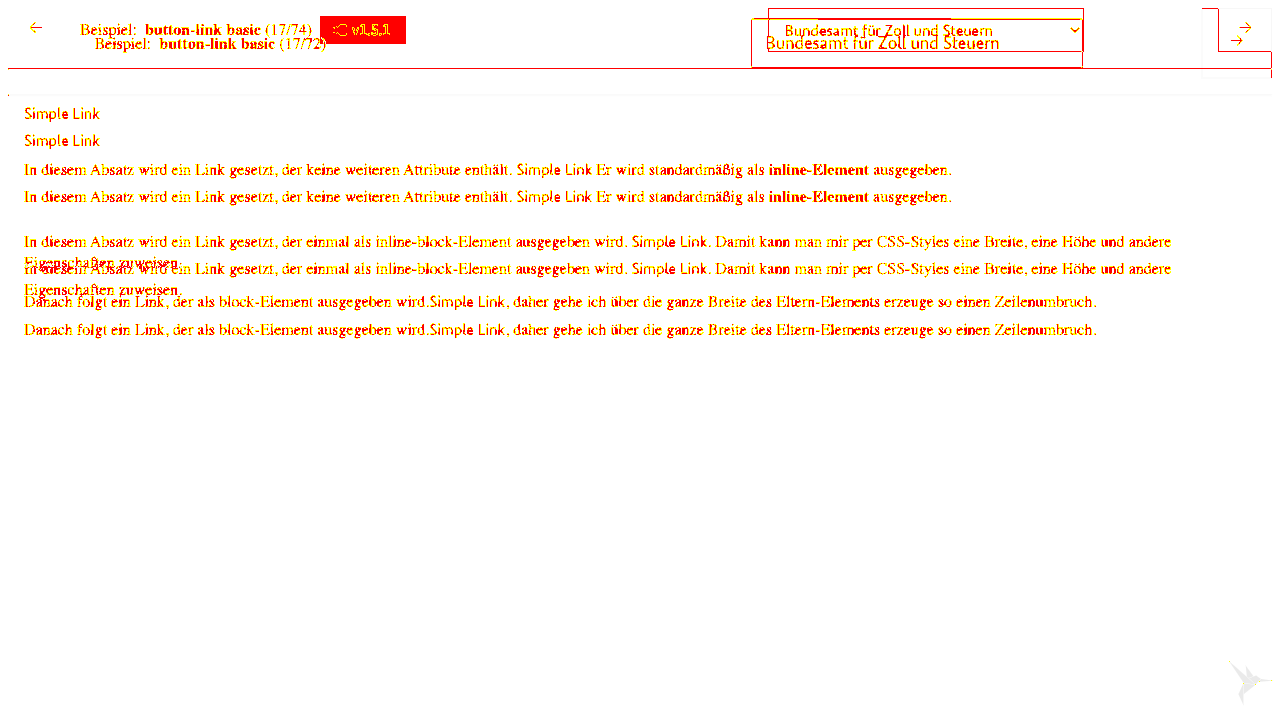 Beispiel: button-link basic (17/74) v1.5.1 Bundesamt für Zoll und Steuern
Beispiel: button-link basic (17/72) Bundesamt für Zoll und Steuern
Simple Link
Simple Link
In diesem Absatz wird ein Link gesetzt, der keine weiteren Attribute enthält. Simple Link Er wird standardmäßig als inline-Element ausgegeben.
In diesem Absatz wird ein Link gesetzt, der keine weiteren Attribute enthält. Simple Link Er wird standardmäßig als inline-Element ausgegeben.
In diesem Absatz wird ein Link gesetzt, der einmal als inline-block-Element ausgegeben wird. Simple Link. Damit kann man mir per CSS-Styles eine Breite, eine Höhe und andere
Eigenschaften zuweisen.
In diesem Absatz wird ein Link gesetzt, der einmal als inline-block-Element ausgegeben wird. Simple Link. Damit kann man mir per CSS-Styles eine Breite, eine Höhe und andere
Eigenschaften zuweisen.
Danach folgt ein Link, der als block-Element ausgegeben wird.Simple Link, daher gehe ich über die ganze Breite des Eltern-Elements erzeuge so einen Zeilenumbruch.
Danach folgt ein Link, der als block-Element ausgegeben wird.Simple Link, daher gehe ich über die ganze Breite des Eltern-Elements erzeuge so einen Zeilenumbruch.